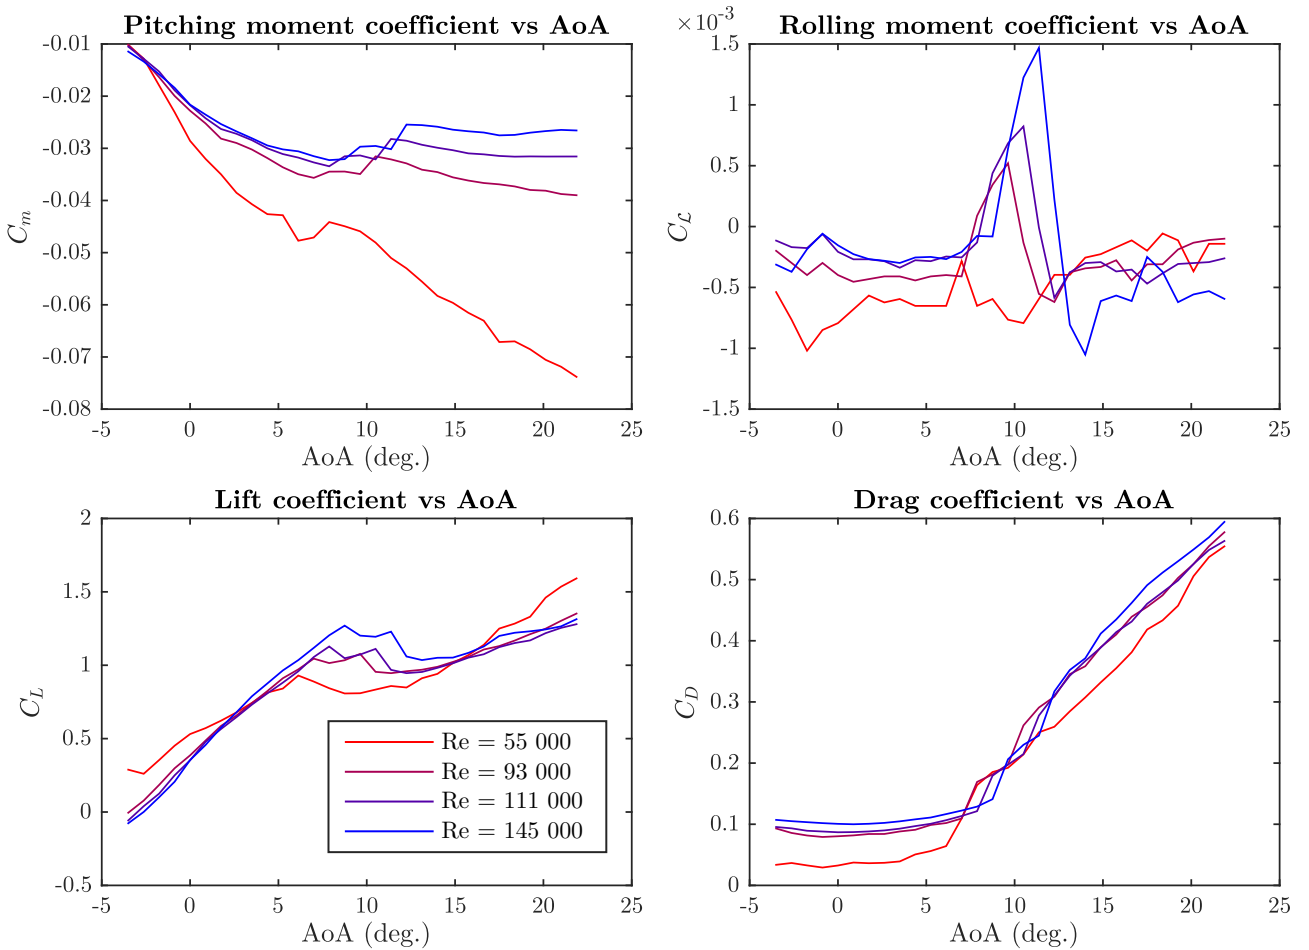 Pitching moment coefficient vs AoA
-0.01
-0.02
-0.03
-0.04
-0.05
-0.06
-0.07
-0.08
C_m
-5 0 5 10 15 20 25
AoA (deg.)
×10^-3
Rolling moment coefficient vs AoA
1.5
1
0.5
0
-0.5
-1
-1.5
C_ℒ
-5 0 5 10 15 20 25
AoA (deg.)
Lift coefficient vs AoA
2
1.5
1
0.5
0
-0.5
C_L
Re = 55 000
Re = 93 000
Re = 111 000
Re = 145 000
-5 0 5 10 15 20 25
AoA (deg.)
Drag coefficient vs AoA
0.6
0.5
0.4
0.3
0.2
0.1
0
C_D
-5 0 5 10 15 20 25
AoA (deg.)